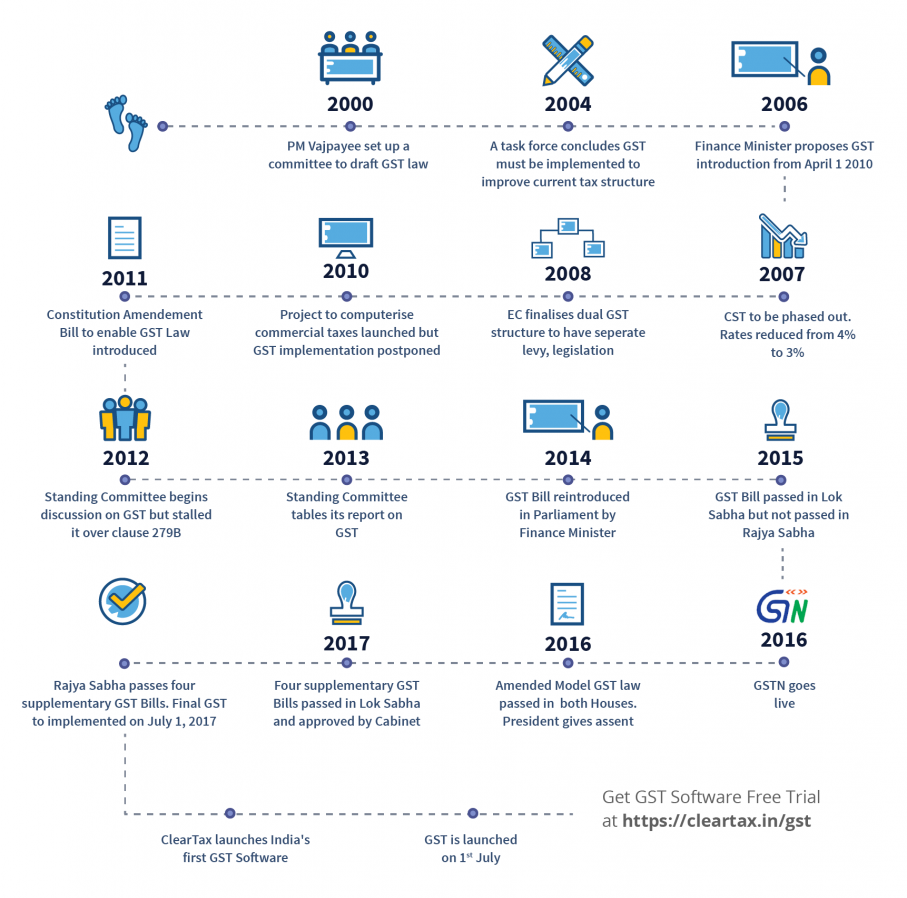 2000
2004
2006
PM Vajpayee set up a
committee to draft GST law
A task force concludes GST
must be implemented to
improve current tax structure
Finance Minister proposes GST
introduction from April 1 2010
2007
CST to be phased out.
Rates reduced from 4%
to 3%
2008
EC finalises dual GST
structure to have seperate
levy, legislation
2010
Project to computerise
commercial taxes launched but
GST implementation postponed
2011
Constitution Amendement
Bill to enable GST Law
introduced
2012
Standing Committee begins
discussion on GST but stalled
it over clause 279B
2013
Standing Committee
tables its report on
GST
2014
GST Bill reintroduced
in Parliament by
Finance Minister
2015
GST Bill passed in Lok
Sabha but not passed in
Rajya Sabha
GSTN
2016
GSTN goes
live
2016
Amended Model GST law
passed in both Houses.
President gives assent
2017
Four supplementary GST
Bills passed in Lok Sabha
and approved by Cabinet
Rajya Sabha passes four
supplementary GST Bills. Final GST
to implemented on July 1, 2017
ClearTax launches India's
first GST Software
GST is launched
on 1st July
Get GST Software Free Trial
at https://cleartax.in/gst